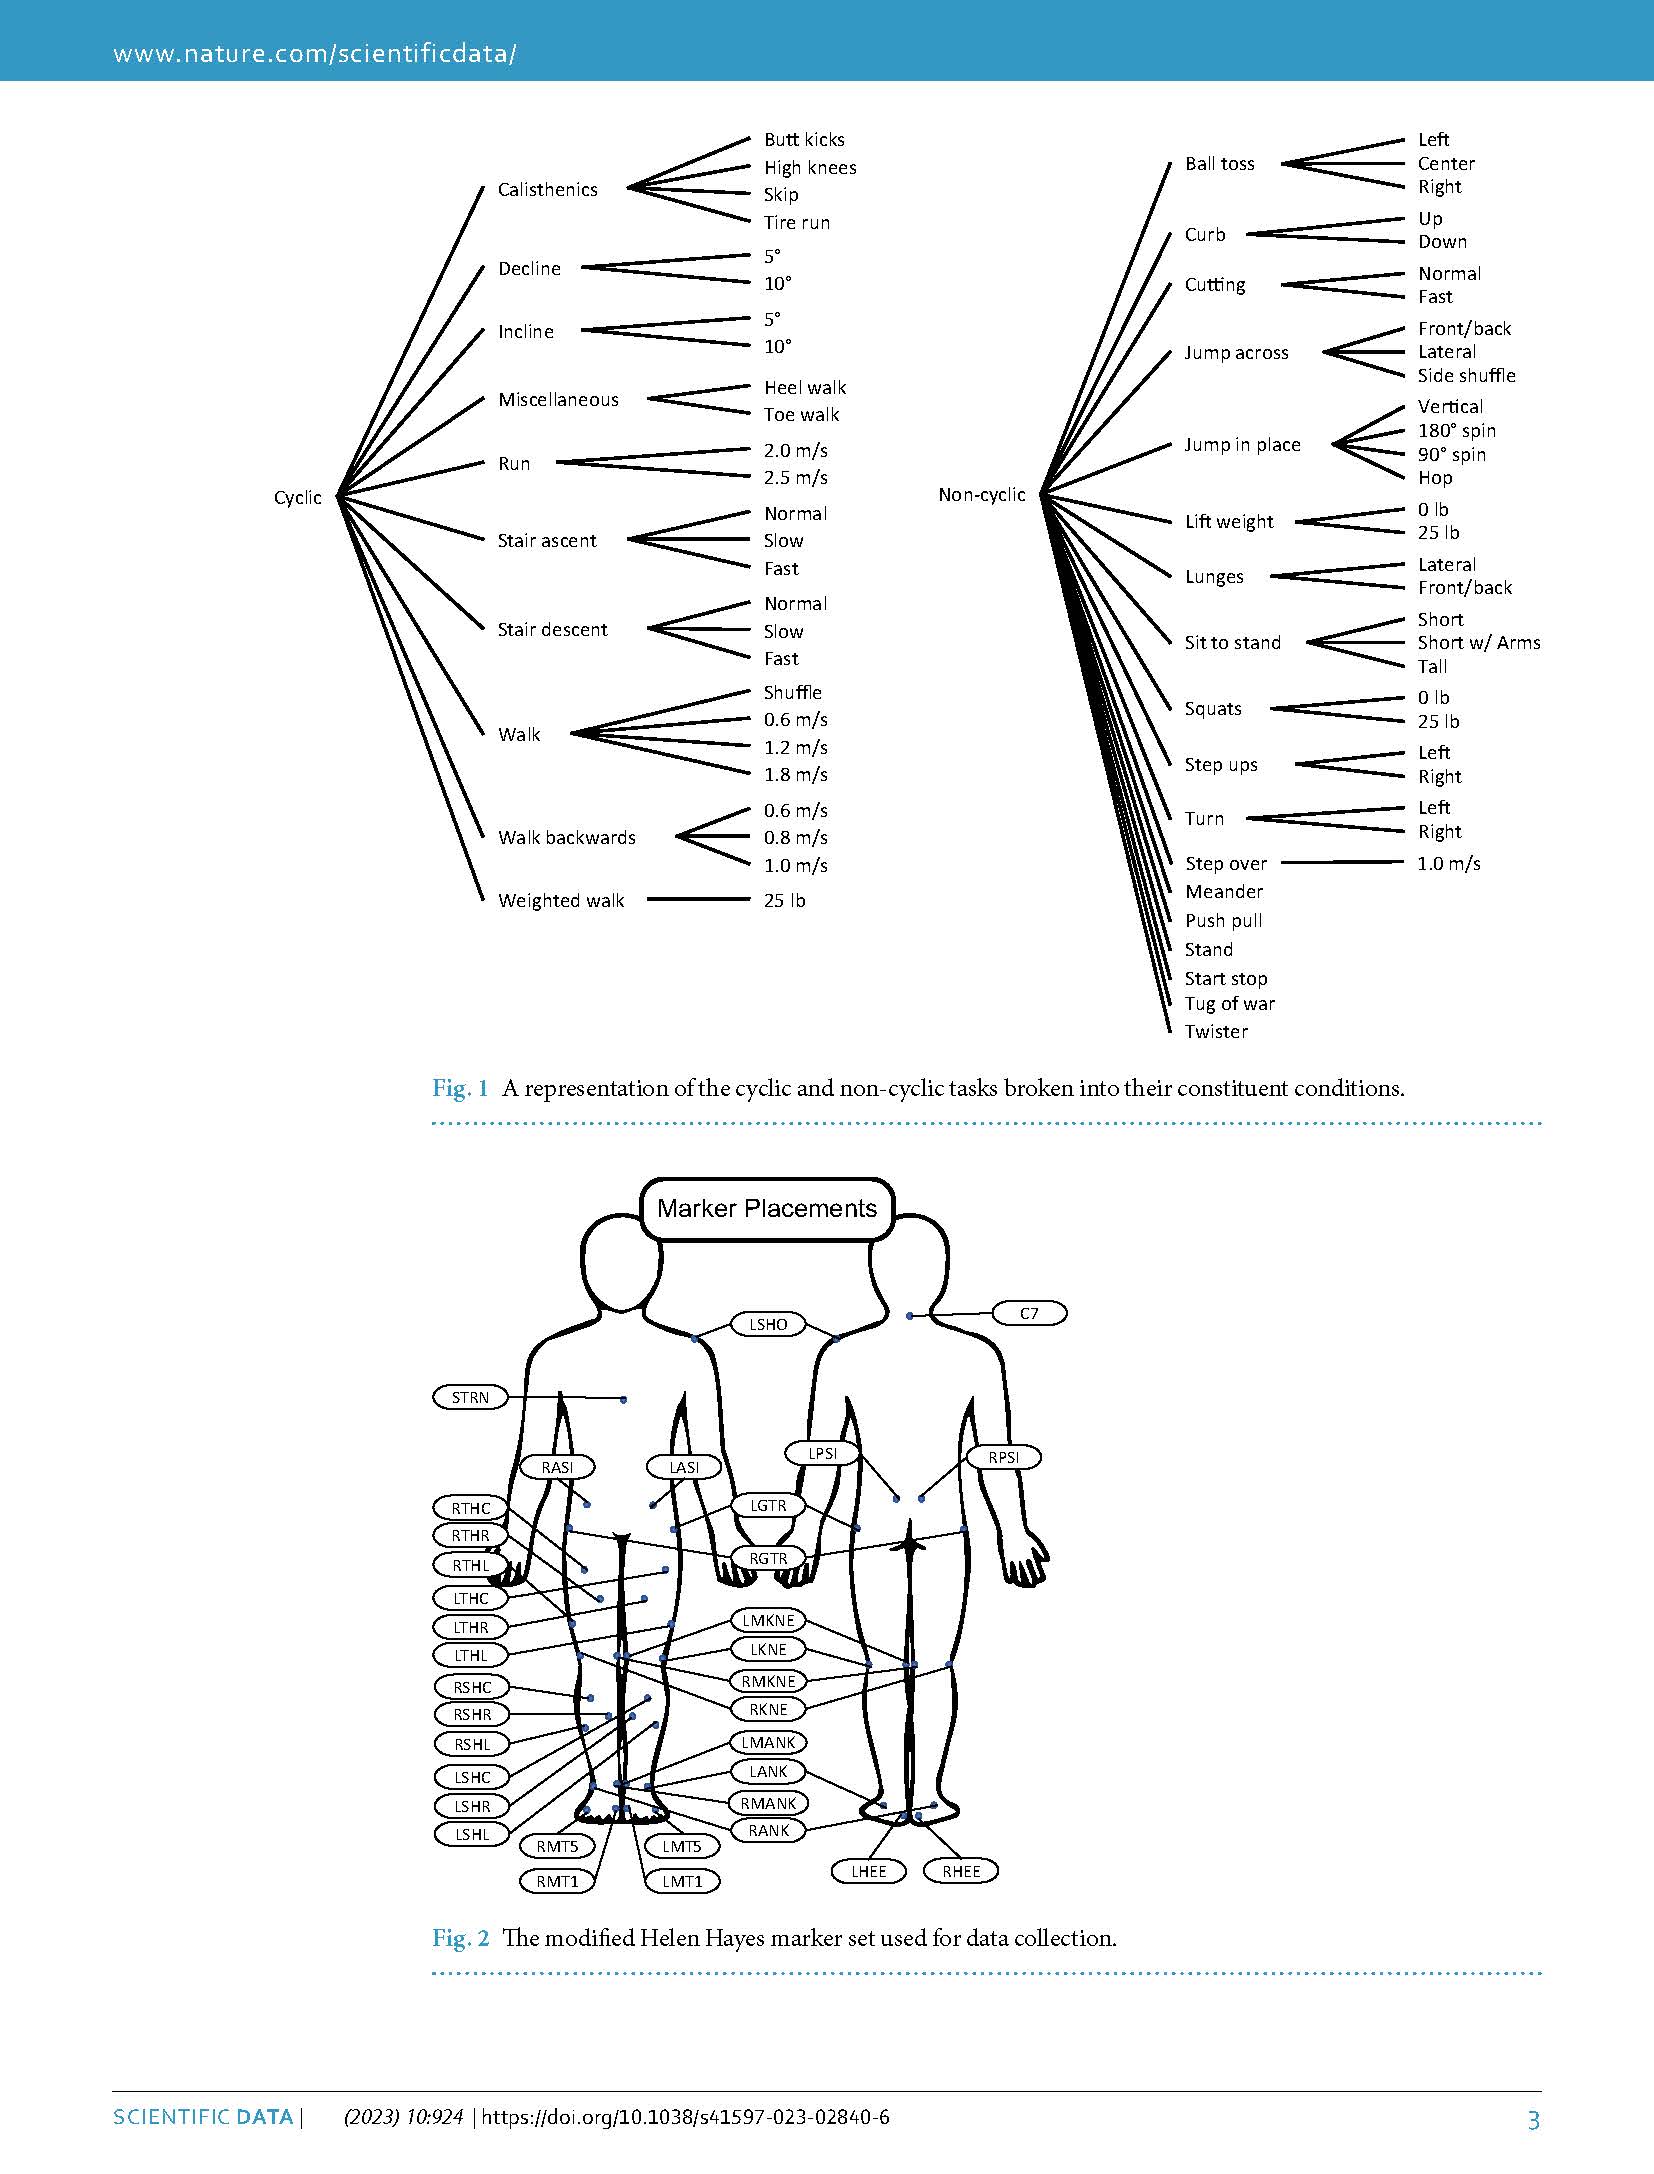 www.nature.com/scientificdata/
Cyclic
Calisthenics
Butt kicks
High knees
Skip
Tire run
Decline
5°
10°
Incline
5°
10°
Miscellaneous
Heel walk
Toe walk
Run
2.0 m/s
2.5 m/s
Stair ascent
Normal
Slow
Fast
Stair descent
Normal
Slow
Fast
Walk
Shuffle
0.6 m/s
1.2 m/s
1.8 m/s
Walk backwards
0.6 m/s
0.8 m/s
1.0 m/s
Weighted walk
25 lb
Non-cyclic
Ball toss
Left
Center
Right
Curb
Up
Down
Cutting
Normal
Fast
Jump across
Front/back
Lateral
Side shuffle
Jump in place
Vertical
180° spin
90° spin
Hop
Lift weight
0 lb
25 lb
Lunges
Lateral
Front/back
Sit to stand
Short
Short w/ Arms
Tall
Squats
0 lb
25 lb
Step ups
Left
Right
Turn
Left
Right
Step over
1.0 m/s
Meander
Push pull
Stand
Start stop
Tug of war
Twister
Fig. 1 A representation of the cyclic and non-cyclic tasks broken into their constituent conditions.
Marker Placements
C7
LSHO
STRN
RASI
LASI
LPSI
RPSI
RTHC
RTHR
RTHL
LTHC
LTHR
LTHL
RSHC
RSHR
RSHL
LSHC
LSHR
LSHL
LGTR
RGTR
LMKNE
LKNE
RMKNE
RKNE
LMANK
LANK
RMANK
RANK
RMT5
LMT5
RMT1
LMT1
LHEE
RHEE
Fig. 2 The modified Helen Hayes marker set used for data collection.
SCIENTIFIC DATA | (2023) 10:924 | https://doi.org/10.1038/s41597-023-02840-6
3